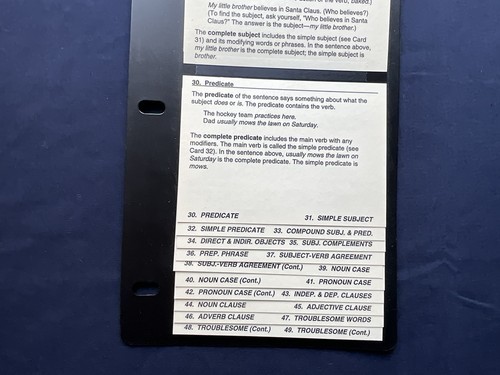 My little brother believes in Santa Claus. (Who believes?)
(To find the subject, ask yourself, "Who believes in Santa
Claus?" The answer is the subject—my little brother.)
The complete subject includes the simple subject (see Card
31) and its modifying words or phrases. In the sentence above,
my little brother is the complete subject; the simple subject is
brother.
30. Predicate
The predicate of the sentence says something about what the
subject does or is. The predicate contains the verb.
The hockey team practices here.
Dad usually mows the lawn on Saturday.
The complete predicate includes the main verb with any
modifiers. The main verb is called the simple predicate (see
Card 32). In the sentence above, usually mows the lawn on
Saturday is the complete predicate. The simple predicate is
mows.
30. PREDICATE 31. SIMPLE SUBJECT
32. SIMPLE PREDICATE 33. COMPOUND SUBJ. & PRED.
34. DIRECT & INDIR. OBJECTS 35. SUBJ. COMPLEMENTS
36. PREP. PHRASE 37. SUBJECT-VERB AGREEMENT
38. SUBJ.-VERB AGREEMENT (Cont.) 39. NOUN CASE
40. NOUN CASE (Cont.) 41. PRONOUN CASE
42. PRONOUN CASE (Cont.) 43. INDEP. & DEP. CLAUSES
44. NOUN CLAUSE 45. ADJECTIVE CLAUSE
46. ADVERB CLAUSE 47. TROUBLESOME WORDS
48. TROUBLESOME (Cont.) 49. TROUBLESOME (Cont.)